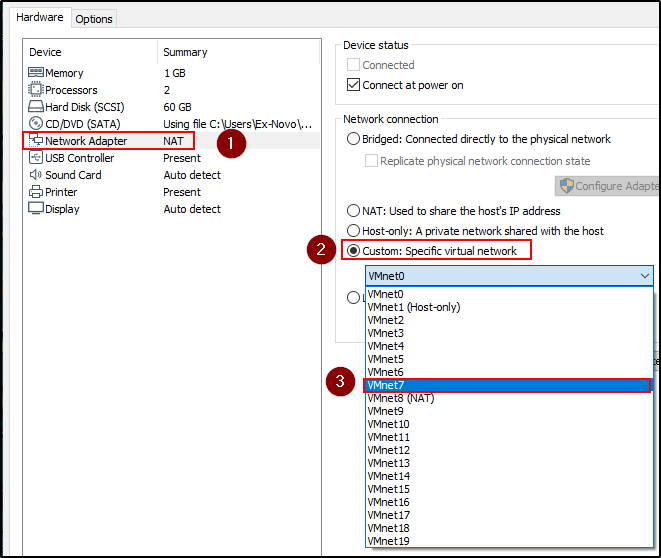 Hardware
Options
Device Summary
Memory 1 GB
Processors 2
Hard Disk (SCSI) 60 GB
CD/DVD (SATA) Using file C:\Users\Ex-Novo\...
Network Adapter NAT
1
USB Controller Present
Sound Card Auto detect
Printer Present
Display Auto detect
Device status
Connected
Connect at power on
Network connection
Bridged: Connected directly to the physical network
Replicate physical network connection state
Configure Adapte
NAT: Used to share the host's IP address
Host-only: A private network shared with the host
2
Custom: Specific virtual network
VMnet0
VMnet0
VMnet1 (Host-only)
VMnet2
VMnet3
VMnet4
VMnet5
VMnet6
3
VMnet7
VMnet8 (NAT)
VMnet9
VMnet10
VMnet11
VMnet12
VMnet13
VMnet14
VMnet15
VMnet16
VMnet17
VMnet18
VMnet19